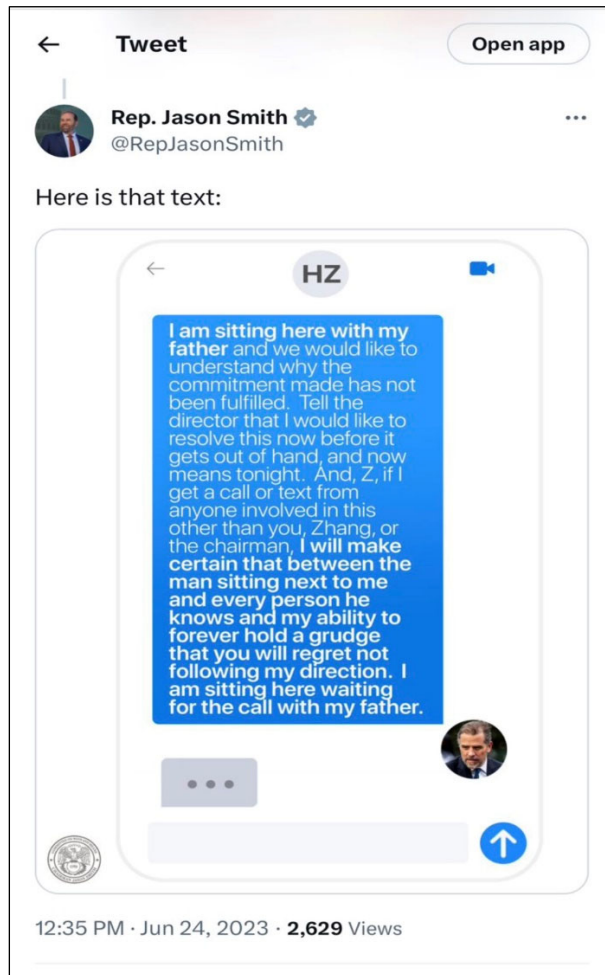 ← Tweet Open app
Rep. Jason Smith
@RepJasonSmith
Here is that text:
HZ
I am sitting here with my
father and we would like to
understand why the
commitment made has not
been fulfilled. Tell the
director that I would like to
resolve this now before it
gets out of hand, and now
means tonight. And, Z, if I
get a call or text from
anyone involved in this
other than you, Zhang, or
the chairman, I will make
certain that between the
man sitting next to me
and every person he
knows and my ability to
forever hold a grudge
that you will regret not
following my direction. I
am sitting here waiting
for the call with my father.
12:35 PM · Jun 24, 2023 · 2,629 Views